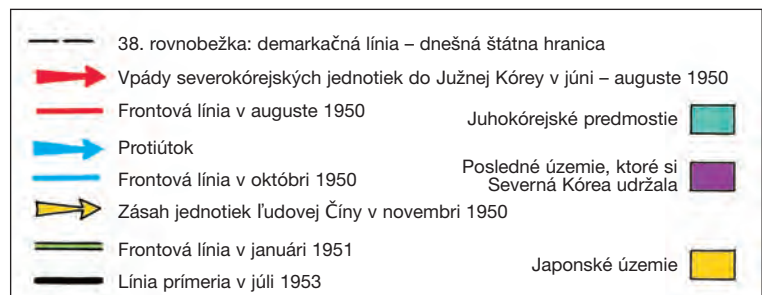 38. rovnobežka: demarkačná línia – dnešná štátna hranica
Vpády severokórejských jednotiek do Južnej Kórey v júni – auguste 1950
Frontová línia v auguste 1950
Protiútok
Frontová línia v októbri 1950
Zásah jednotiek ľudovej Číny v novembri 1950
Frontová línia v januári 1951
Línia prímeria v júli 1953
Juhokórejské predmostie
Posledné územie, ktoré si
Severná Kórea udržala
Japonské územie